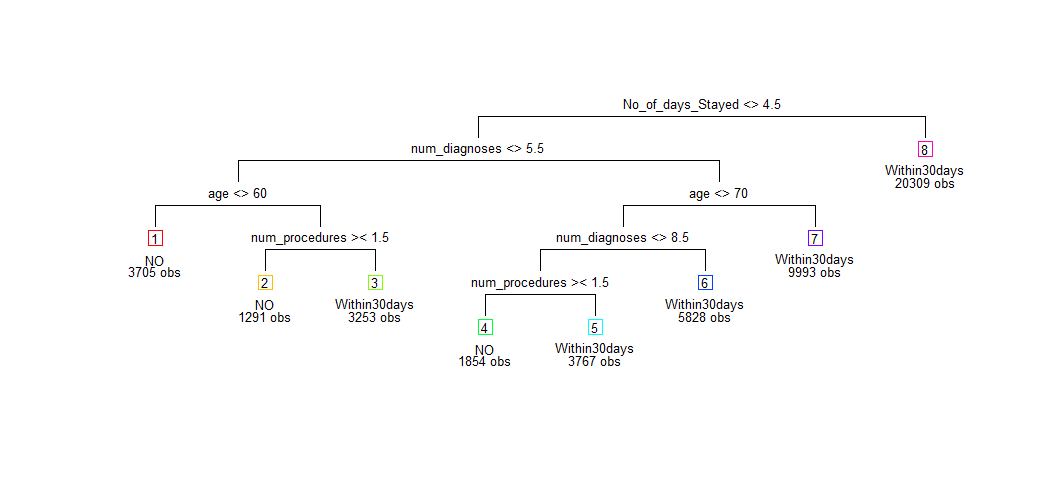 No_of_days_Stayed <> 4.5
num_diagnoses <> 5.5
8
Within30days
20309 obs
age <> 60
age <> 70
1
NO
3705 obs
num_procedures >< 1.5
num_diagnoses <> 8.5
7
Within30days
9993 obs
2
NO
1291 obs
3
Within30days
3253 obs
num_procedures >< 1.5
6
Within30days
5828 obs
4
NO
1854 obs
5
Within30days
3767 obs